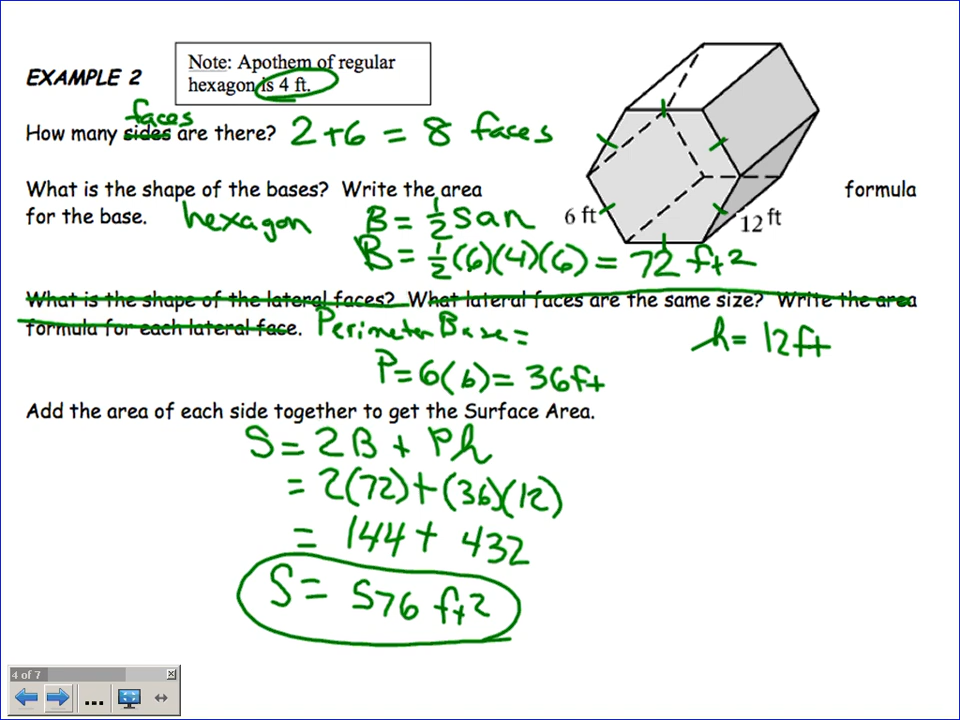 Note: Apothem of regular
hexagon is 4 ft.
EXAMPLE 2
faces
How many sides are there? 2+6 = 8 faces
What is the shape of the bases? Write the area formula
for the base. hexagon B = 1/2 san
6 ft
12 ft
B = 1/2 (6)(4)(6) = 72 ft2
What is the shape of the lateral faces? What lateral faces are the same size? Write the area
formula for each lateral face. Perimeter Base =
h = 12ft
P = 6(6) = 36ft
Add the area of each side together to get the Surface Area.
S = 2B + Ph
= 2(72)+(36)(12)
= 144 + 432
S = 576 ft2
4 of 7
...